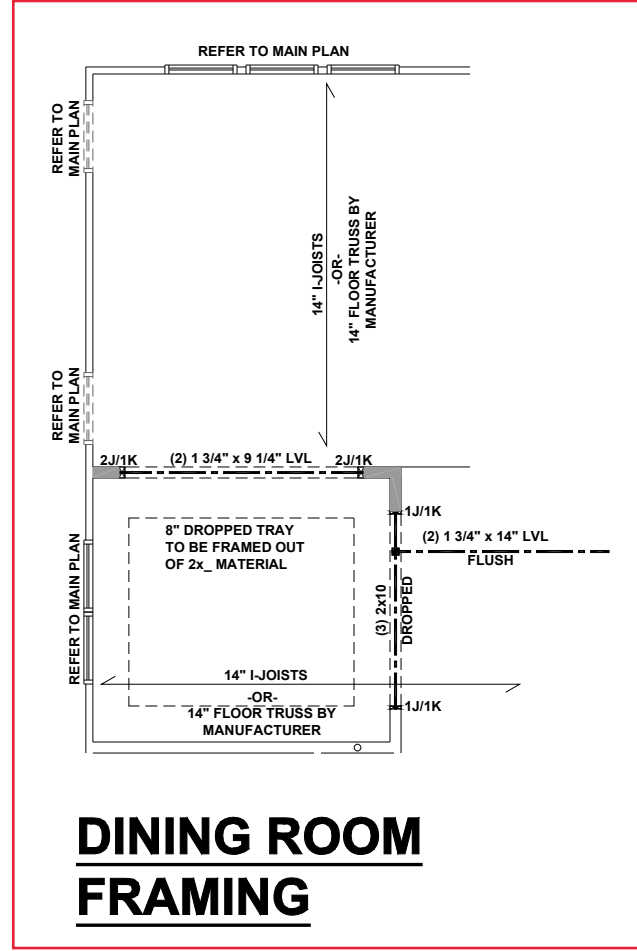 REFER TO MAIN PLAN
REFER TO
MAIN PLAN
14" I-JOISTS
-OR-
14" FLOOR TRUSS BY
MANUFACTURER
REFER TO
MAIN PLAN
2J/1K
(2) 1 3/4" x 9 1/4" LVL
2J/1K
1J/1K
8" DROPPED TRAY
TO BE FRAMED OUT
OF 2x_ MATERIAL
(2) 1 3/4" x 14" LVL
FLUSH
(3) 2x10
DROPPED
REFER TO MAIN PLAN
14" I-JOISTS
-OR-
14" FLOOR TRUSS BY
MANUFACTURER
1J/1K
DINING ROOM
FRAMING